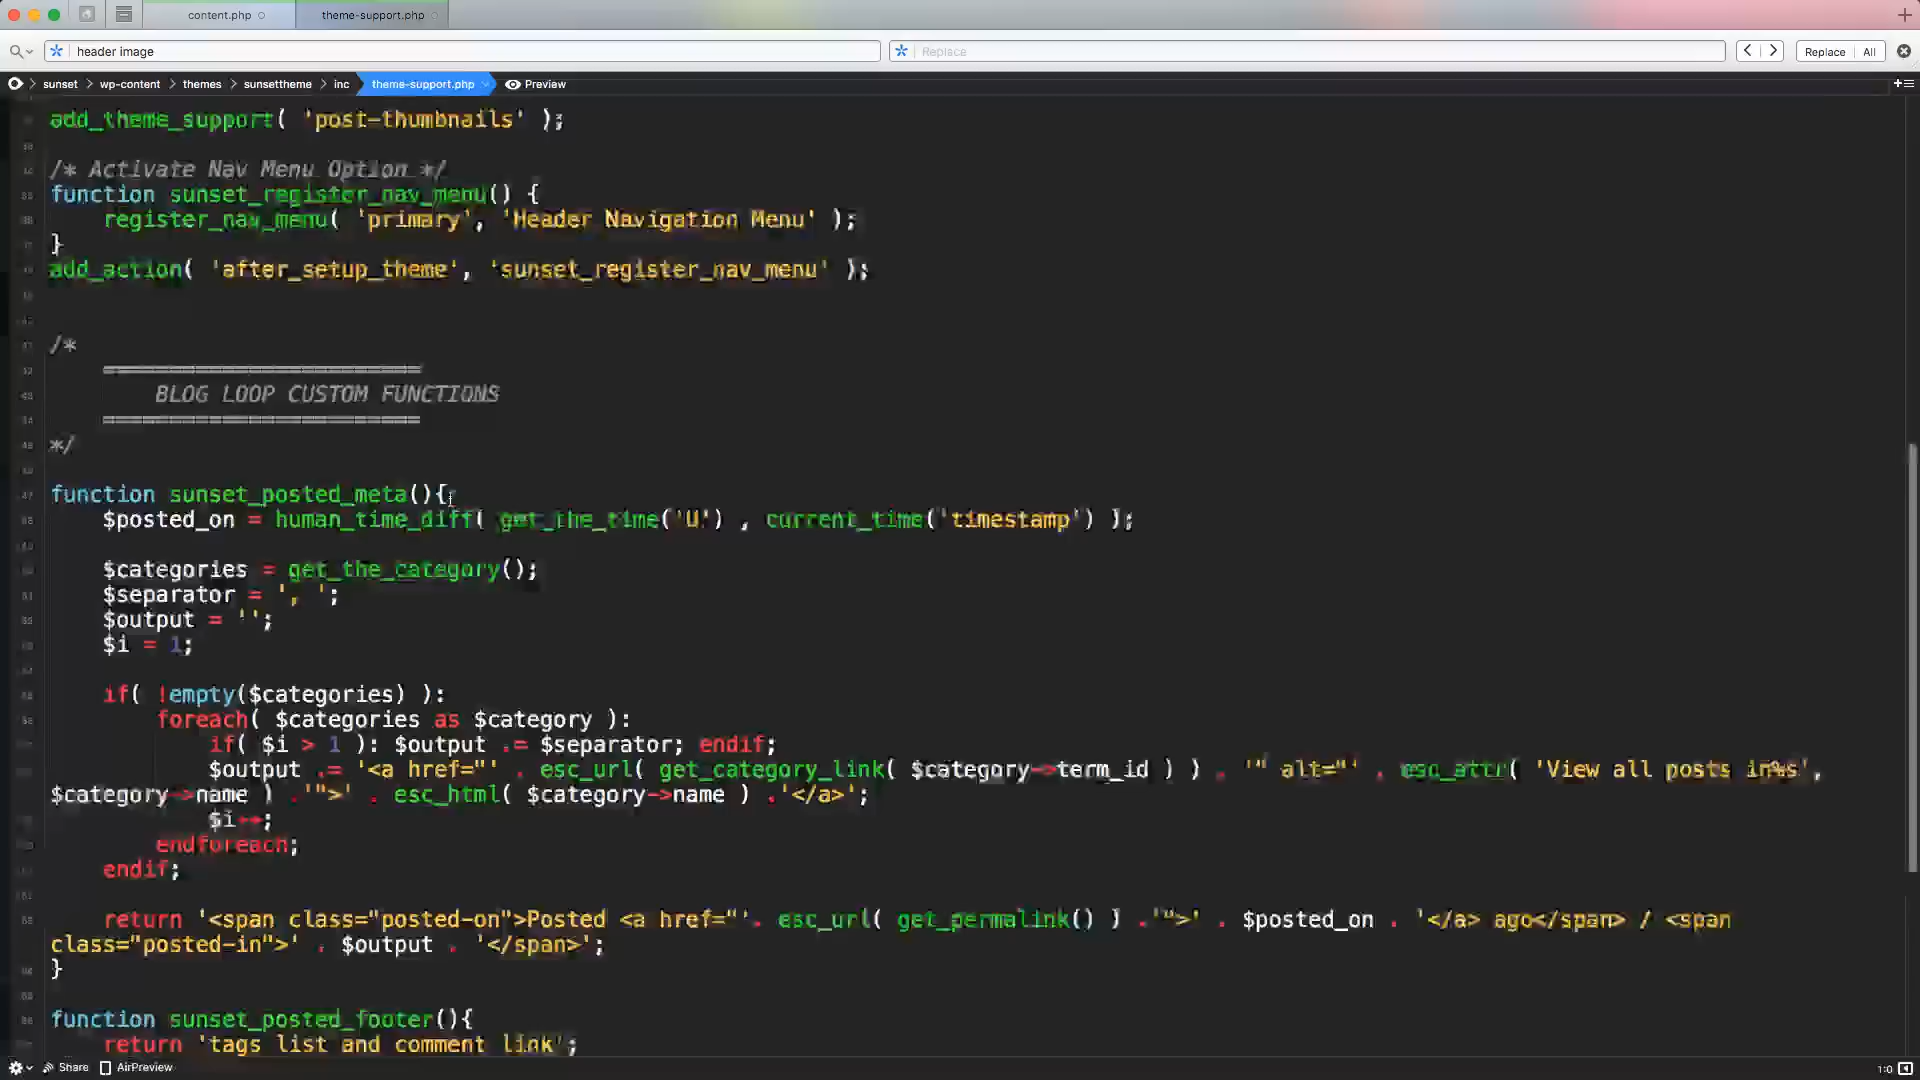 content.php
theme-support.php
header image
Replace
Replace
All
sunset
wp-content
themes
sunsettheme
inc
theme-support.php
Preview
add_theme_support( 'post-thumbnails' );
/* Activate Nav Menu Option */
function sunset_register_nav_menu() {
register_nav_menu( 'primary', 'Header Navigation Menu' );
}
add_action( 'after_setup_theme', 'sunset_register_nav_menu' );
/*
========================
BLOG LOOP CUSTOM FUNCTIONS
========================
*/
function sunset_posted_meta(){
$posted_on = human_time_diff( get_the_time('U') , current_time('timestamp') );
$categories = get_the_category();
$separator = ', ';
$output = '';
$i = 1;
if( !empty($categories) ):
foreach( $categories as $category ):
if( $i > 1 ): $output .= $separator; endif;
$output .= '<a href="' . esc_url( get_category_link( $category->term_id ) ) . '" alt="' . esc_attr( 'View all posts in%s',
$category->name ) .'">' . esc_html( $category->name ) .'</a>';
$i++;
endforeach;
endif;
return '<span class="posted-on">Posted <a href="'. esc_url( get_permalink() ) .'">' . $posted_on . '</a> ago</span> / <span
class="posted-in">' . $output . '</span>';
}
function sunset_posted_footer(){
return 'tags list and comment link';
Share
AirPreview
1:0